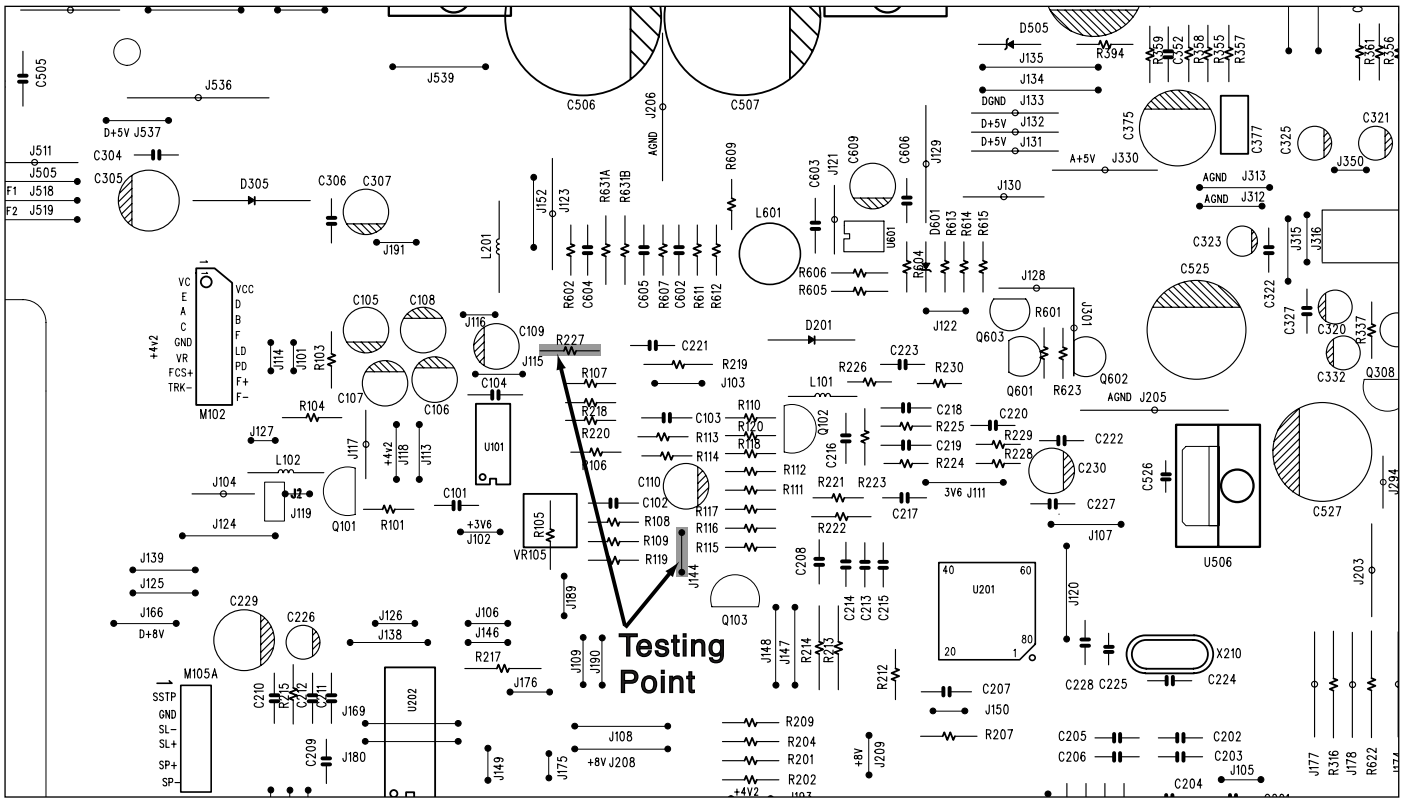 D505
R394
R359
C352
R358
R355
R357
R361
R356
C505
J539
J135
J536
J134
C506
J206
C507
DGND J133
D+5V J537
D+5V J132
D+5V J131
C375
C377
C325
C321
AGND
J511
C304
R609
C609
C606
J129
J121
C603
A+5V J330
J350
J505
C305
F1 J518
D305
C306
C307
J152
J123
R631A
R631B
AGND J313
F2 J519
J130
AGND J312
L601
U601
D601
R613
R614
R615
J191
L201
C323
J315
J316
R604
R606
R605
R602
C604
C605
R607
C602
R611
R612
J128
C525
C322
1
VC
E
A
C
GND
VR
FCS+
TRK-
VCC
D
B
F
LD
PD
F+
F-
+4v2
M102
C105
C108
J116
C109
R227
J115
D201
J122
Q603
R601
J301
C327
C320
R337
C221
C223
J114
J101
R103
R219
R226
R230
Q601
R623
Q602
C332
Q308
C107
C106
C104
R107
J103
L101
R104
R218
C103
R110
Q102
C218
C220
AGND J205
J127
J117
+4v2
J118
J113
U101
R220
R113
R120
R118
R225
C216
C219
R229
C222
R106
R114
R112
R224
R228
L102
C110
R111
R221
R223
3V6 J111
C230
C526
J294
J104
J2
J119
C101
C102
C217
C227
C527
Q101
R101
R105
R108
R117
R222
J124
+3V6
J102
R109
R116
J107
VR105
R119
R115
U506
J144
C208
J139
J125
J189
40
60
U201
20
80
1
J120
J203
J166
D+8V
C229
C226
J126
J138
J106
J146
Q103
C214
C213
C215
Testing
Point
J109
J190
J148
J147
R214
R213
R217
R212
X210
C228
C225
C224
M105A
1
SSTP
GND
SL-
SL+
SP+
SP-
C210
R215
C212
C211
U202
J176
C207
J169
J150
R209
J108
C209
J180
R204
R207
C205
C202
R201
+8V J208
J149
J175
+8V
J209
C206
C203
R202
C204
J105
J177
R316
J178
R622
J174
+4V2
J193